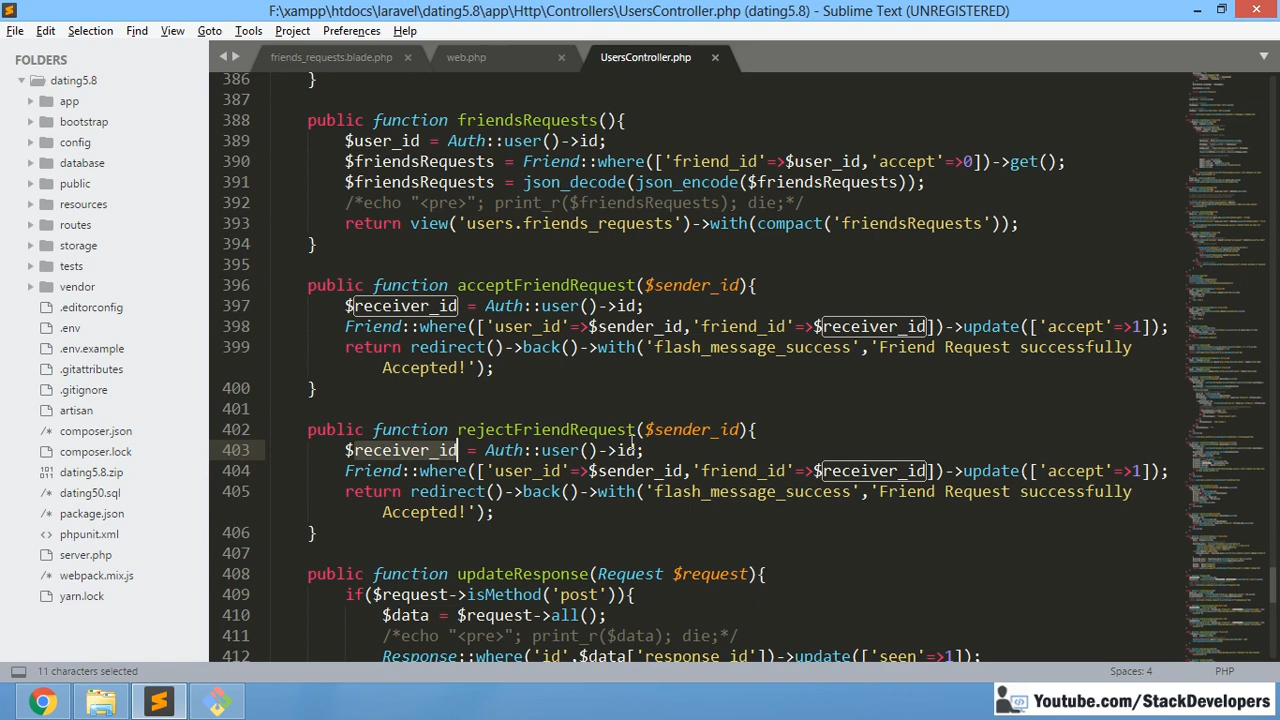 F:\xampp\htdocs\laravel\dating5.8\app\Http\Controllers\UsersController.php (dating5.8) - Sublime Text (UNREGISTERED)
File Edit Selection Find View Goto Tools Project Preferences Help
FOLDERS
dating5.8
app
bootstrap
config
database
public
resources
routes
storage
tests
vendor
.editorconfig
.env
.env.example
.gitattributes
.gitignore
artisan
composer.json
composer.lock
dating5.8.zip
dating50.sql
package.json
phpunit.xml
server.php
webpack.mix.js
yarn.lock
friends_requests.blade.php × web.php × UsersController.php ×
386 }
387
388 public function friendsRequests(){
389 $user_id = Auth::user()->id;
390 $friendsRequests = Friend::where(['friend_id'=>$user_id,'accept'=>0])->get();
391 $friendsRequests = json_decode(json_encode($friendsRequests));
392 /*echo "<pre>"; print_r($friendsRequests); die;*/
393 return view('users.friends_requests')->with(compact('friendsRequests'));
394 }
395
396 public function acceptFriendRequest($sender_id){
397 $receiver_id = Auth::user()->id;
398 Friend::where(['user_id'=>$sender_id,'friend_id'=>$receiver_id])->update(['accept'=>1]);
399 return redirect()->back()->with('flash_message_success','Friend Request successfully
Accepted!');
400 }
401
402 public function rejectFriendRequest($sender_id){
403 $receiver_id = Auth::user()->id;
404 Friend::where(['user_id'=>$sender_id,'friend_id'=>$receiver_id])->update(['accept'=>1]);
405 return redirect()->back()->with('flash_message_success','Friend Request successfully
Accepted!');
406 }
407
408 public function updateResponse(Request $request){
409 if($request->isMethod('post')){
410 $data = $request->all();
411 /*echo "<pre>"; print_r($data); die;*/
412 Response::where('id',$data['response_id'])->update(['seen'=>1]);
11 characters selected
Spaces: 4 PHP
Youtube.com/StackDevelopers